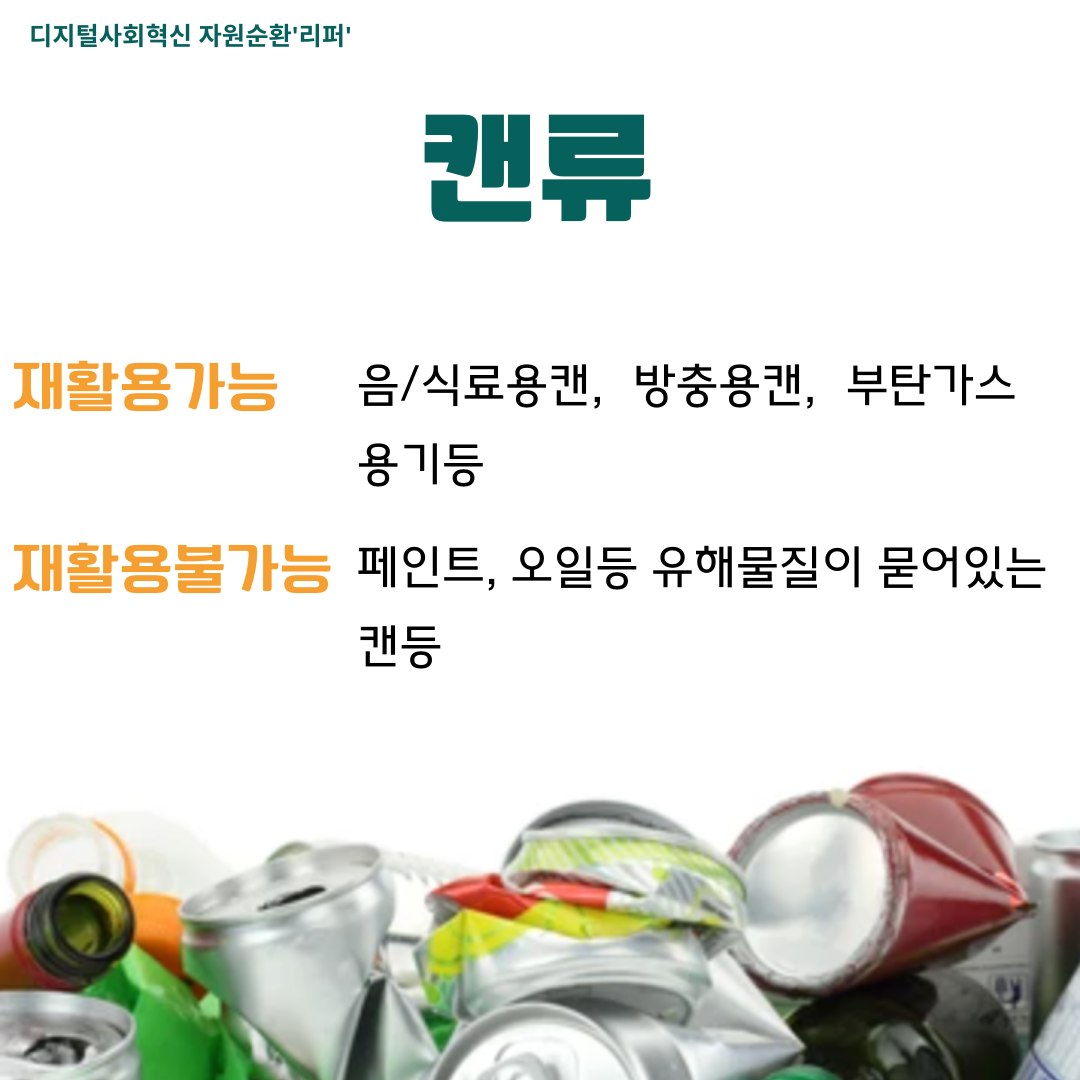 디지털사회혁신 자원순환'리퍼'
캔류
재활용가능
음/식료용캔, 방충용캔, 부탄가스
용기등
재활용불가능
페인트, 오일등 유해물질이 묻어있는
캔등